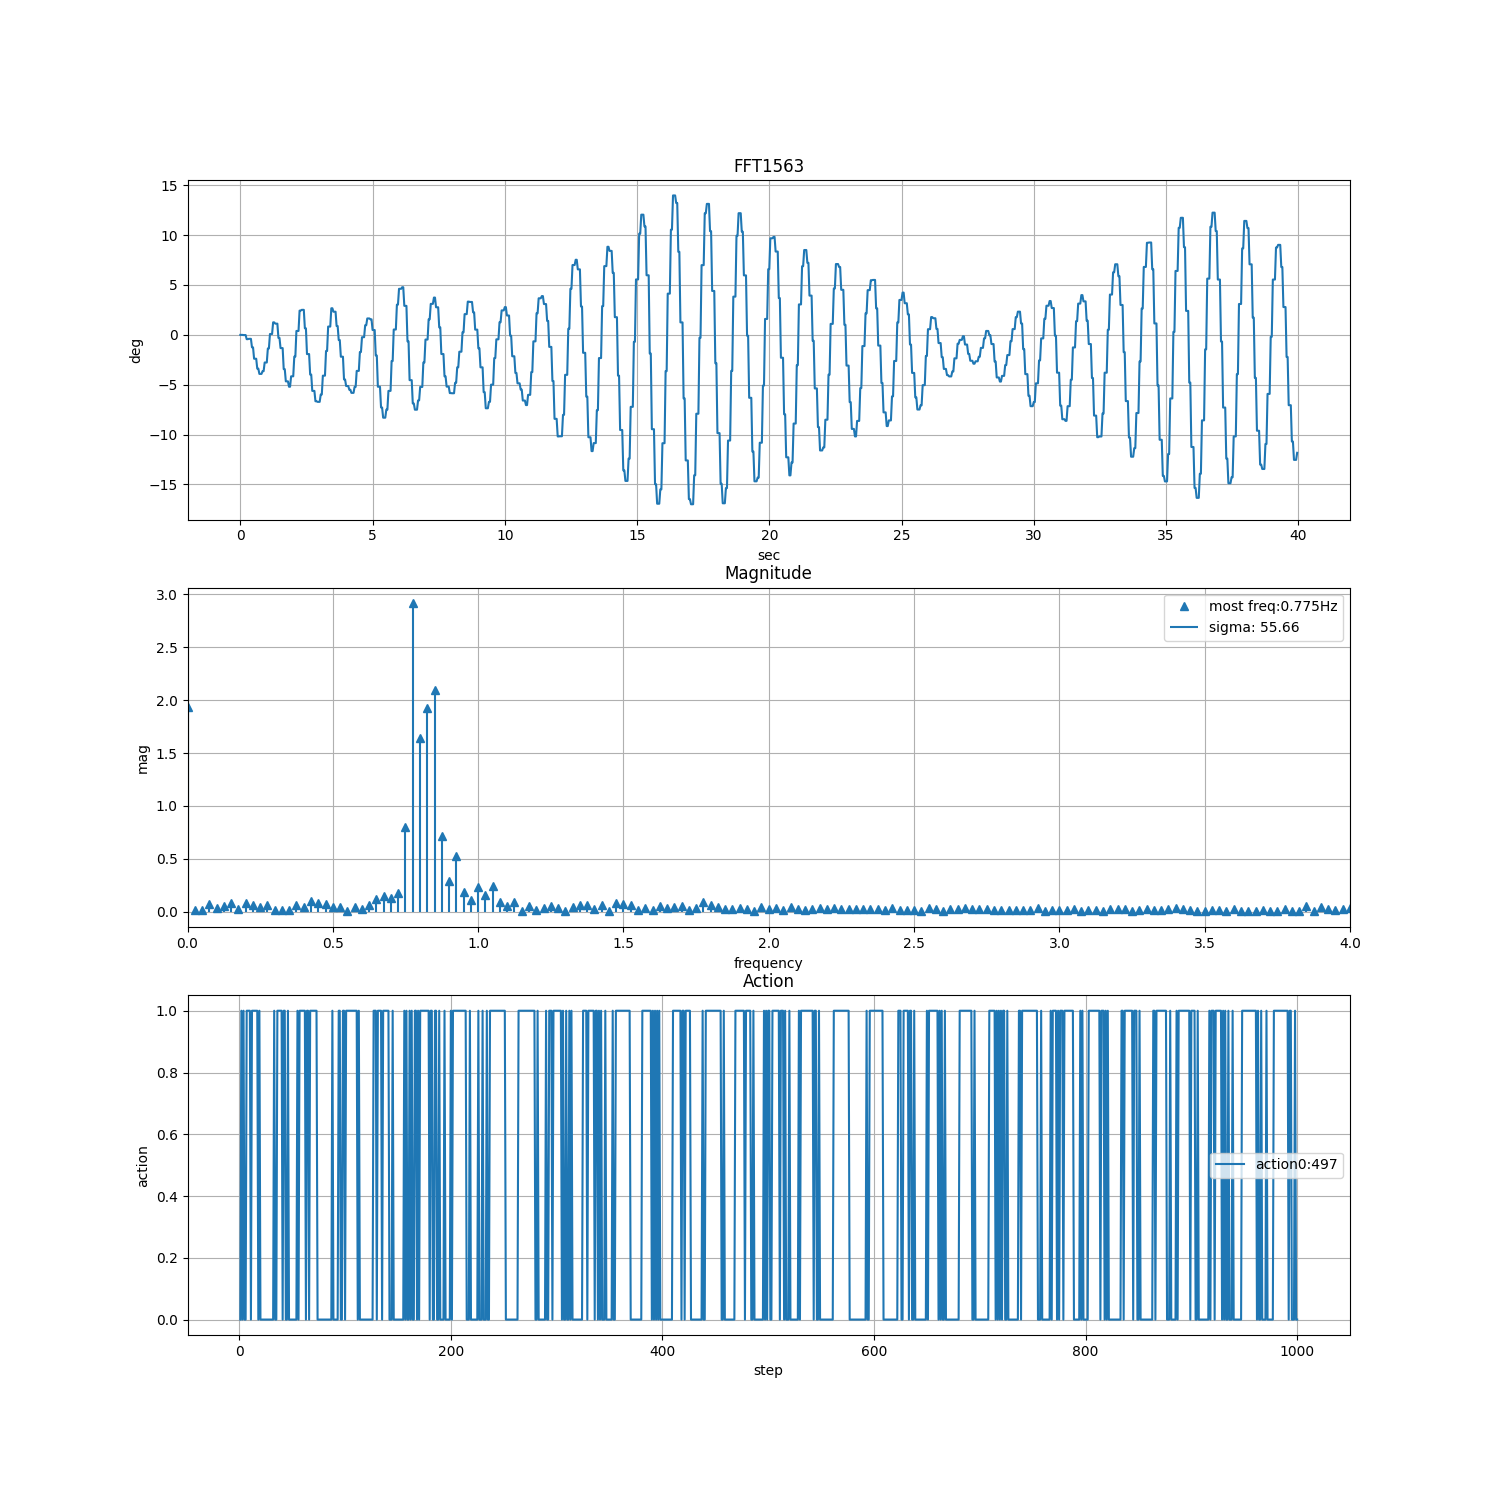 FFT1563
15
10
5
0
−5
−10
−15
deg
0 5 10 15 20 25 30 35 40
sec
Magnitude
3.0
2.5
2.0
1.5
1.0
0.5
0.0
mag
most freq:0.775Hz
sigma: 55.66
0.0 0.5 1.0 1.5 2.0 2.5 3.0 3.5 4.0
frequency
Action
1.0
0.8
0.6
0.4
0.2
0.0
action
action0:497
0 200 400 600 800 1000
step